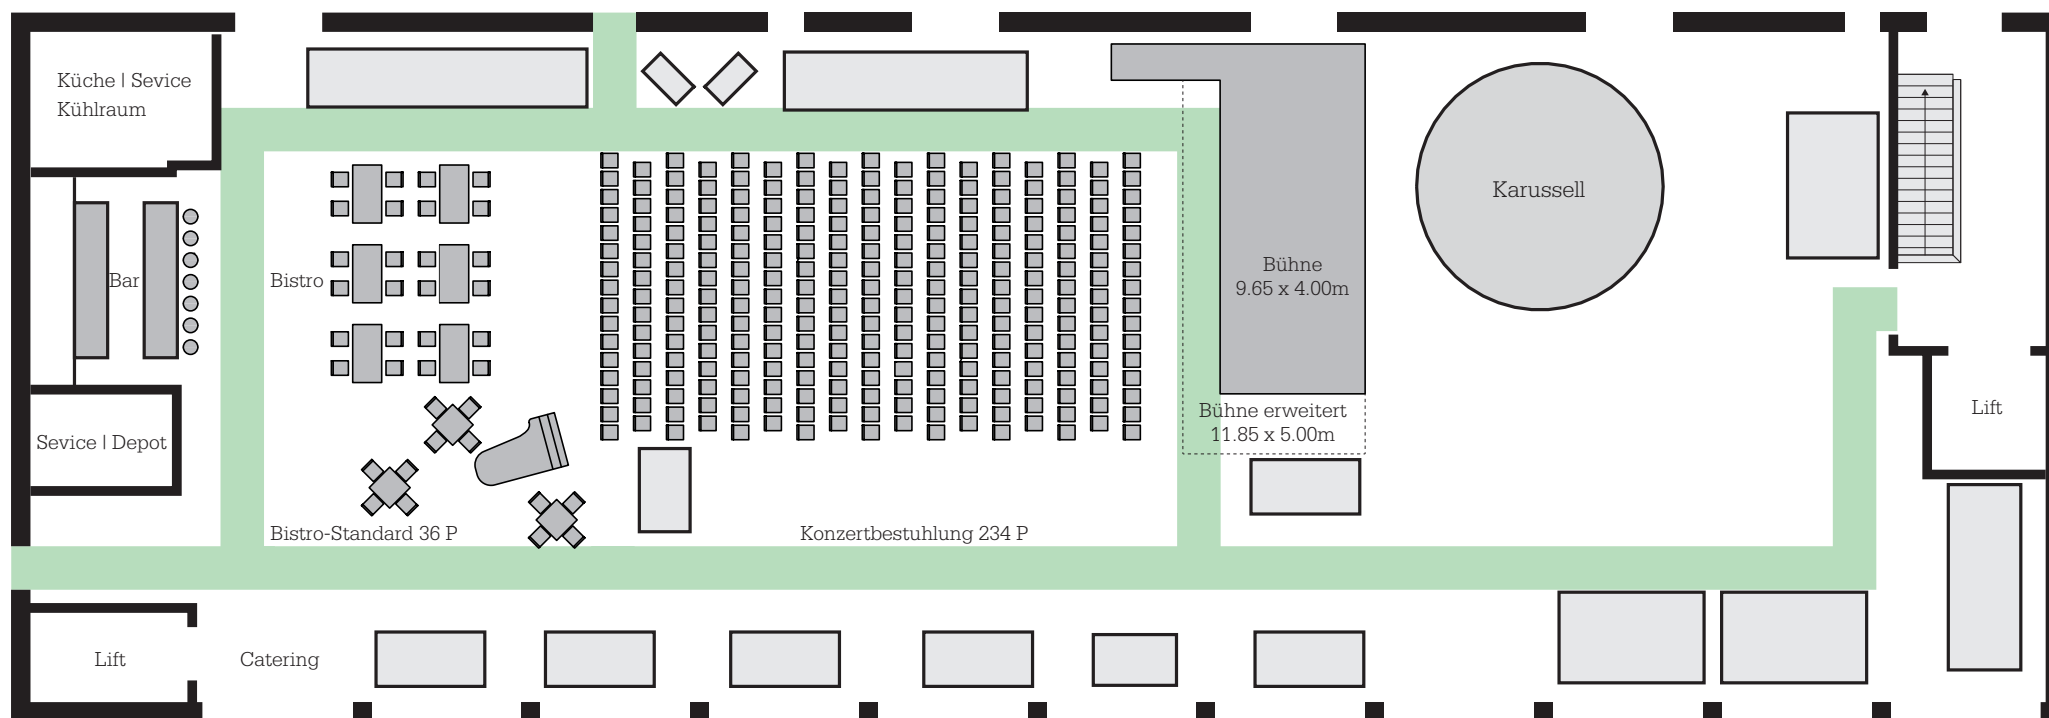 Küche | Sevice
Kühlraum
Karussell
Bar
Bistro
Bühne
9.65 x 4.00m
Bühne erweitert
11.85 x 5.00m
Lift
Sevice | Depot
Bistro-Standard 36 P
Konzertbestuhlung 234 P
Lift
Catering